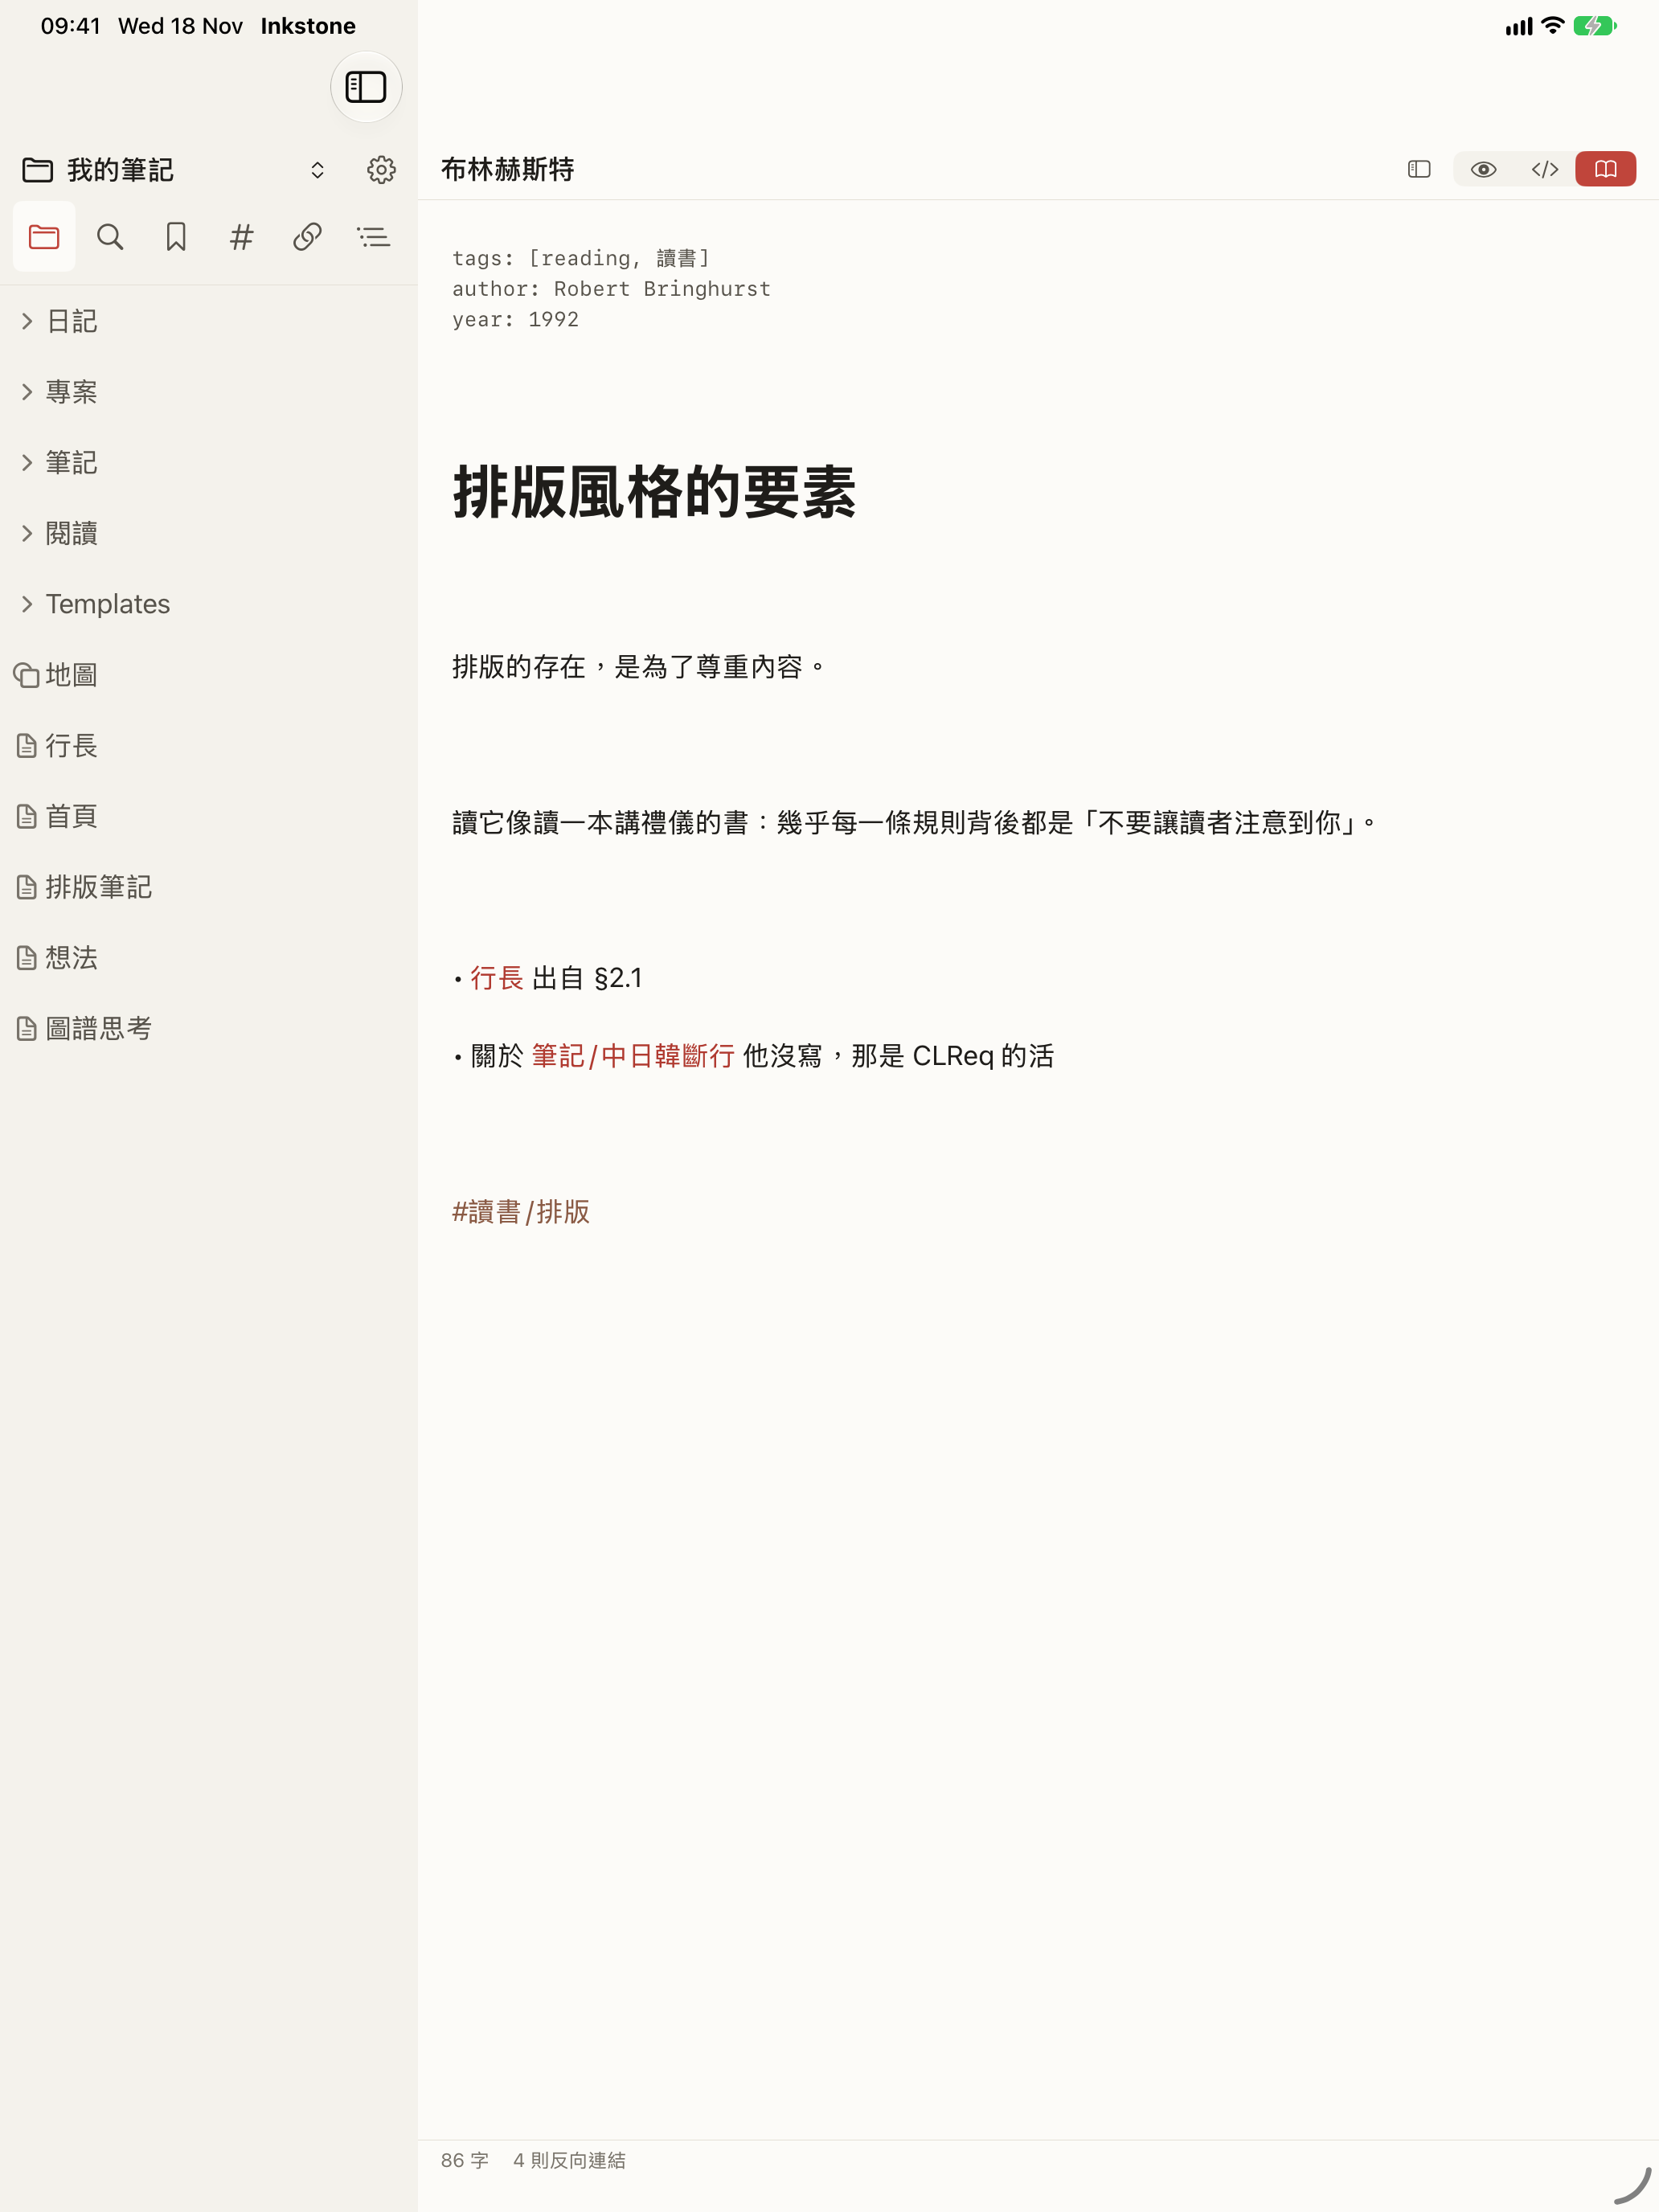 09:41 Wed 18 Nov Inkstone
我的筆記
日記
專案
筆記
閱讀
Templates
地圖
行長
首頁
排版筆記
想法
圖譜思考
布林赫斯特
tags: [reading, 讀書]
author: Robert Bringhurst
year: 1992
排版風格的要素
排版的存在，是為了尊重內容。
讀它像讀一本講禮儀的書：幾乎每一條規則背後都是「不要讓讀者注意到你」。
• 行長 出自 §2.1
• 關於 筆記/中日韓斷行 他沒寫，那是 CLReq 的活
#讀書/排版
86 字 4 則反向連結